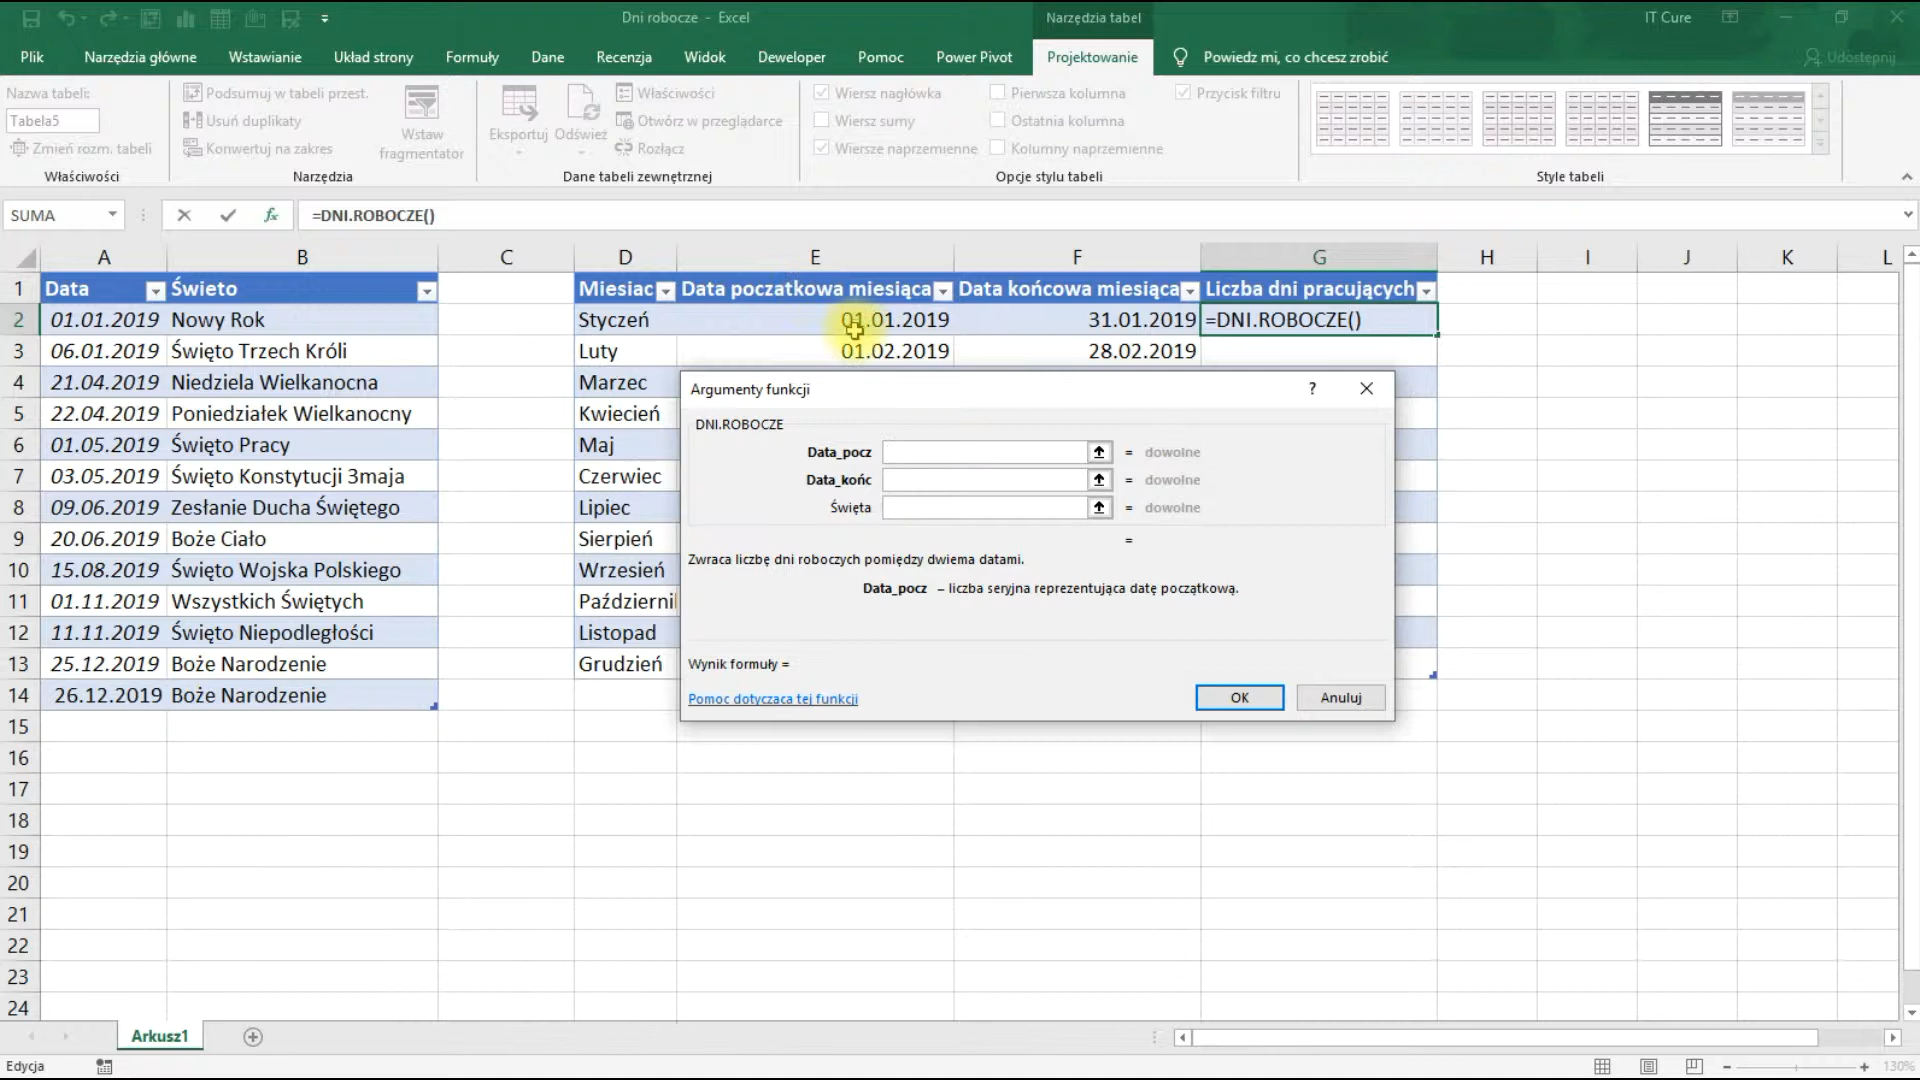 Dni robocze - Excel
Narzędzia tabel
IT Cure
Plik Narzędzia główne Wstawianie Układ strony Formuły Dane Recenzja Widok Deweloper Pomoc Power Pivot Projektowanie Powiedz mi, co chcesz zrobić Udostępnij
Nazwa tabeli:
Tabela5
Zmień rozm. tabeli
Właściwości
Podsumuj w tabeli przest.
Usuń duplikaty
Konwertuj na zakres
Wstaw
fragmentator
Narzędzia
Eksportuj Odśwież
Właściwości
Otwórz w przeglądarce
Rozłącz
Dane tabeli zewnętrznej
Wiersz nagłówka Pierwsza kolumna Przycisk filtru
Wiersz sumy Ostatnia kolumna
Wiersze naprzemienne Kolumny naprzemienne
Opcje stylu tabeli
Style tabeli
SUMA fx =DNI.ROBOCZE()
A B C D E F G H I J K L
1 Data Świeto Miesiac Data poczatkowa miesiąca Data końcowa miesiąca Liczba dni pracujących
2 01.01.2019 Nowy Rok Styczeń 01.01.2019 31.01.2019 =DNI.ROBOCZE()
3 06.01.2019 Święto Trzech Króli Luty 01.02.2019 28.02.2019
4 21.04.2019 Niedziela Wielkanocna Marzec
5 22.04.2019 Poniedziałek Wielkanocny Kwiecień
6 01.05.2019 Święto Pracy Maj
7 03.05.2019 Święto Konstytucji 3maja Czerwiec
8 09.06.2019 Zesłanie Ducha Świętego Lipiec
9 20.06.2019 Boże Ciało Sierpień
10 15.08.2019 Święto Wojska Polskiego Wrzesień
11 01.11.2019 Wszystkich Świętych Październi
12 11.11.2019 Święto Niepodległości Listopad
13 25.12.2019 Boże Narodzenie Grudzień
14 26.12.2019 Boże Narodzenie
15
16
17
18
19
20
21
22
23
24
Argumenty funkcji ?
DNI.ROBOCZE
Data_pocz = dowolne
Data_końc = dowolne
Święta = dowolne
=
Zwraca liczbę dni roboczych pomiędzy dwiema datami.
Data_pocz – liczba seryjna reprezentująca datę początkową.
Wynik formuły =
Pomoc dotycząca tej funkcji
OK Anuluj
Arkusz1
Edycja
130%